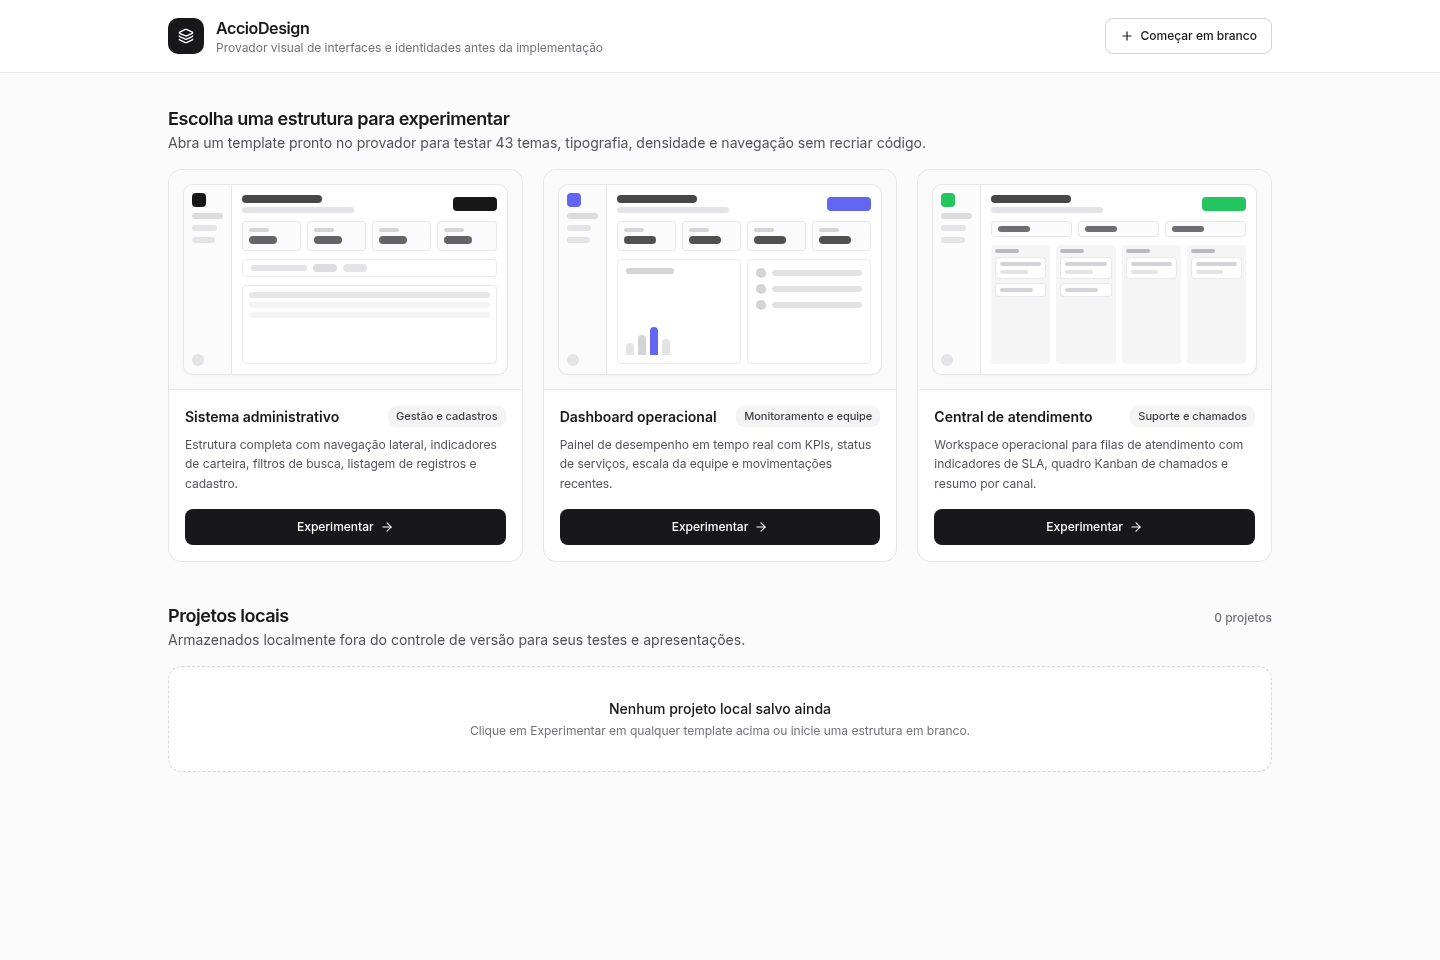 AccioDesign
Provador visual de interfaces e identidades antes da implementação
Começar em branco
Escolha uma estrutura para experimentar
Abra um template pronto no provador para testar 43 temas, tipografia, densidade e navegação sem recriar código.
Sistema administrativo
Gestão e cadastros
Estrutura completa com navegação lateral, indicadores
de carteira, filtros de busca, listagem de registros e
cadastro.
Experimentar
Dashboard operacional
Monitoramento e equipe
Painel de desempenho em tempo real com KPIs, status
de serviços, escala da equipe e movimentações
recentes.
Experimentar
Central de atendimento
Suporte e chamados
Workspace operacional para filas de atendimento com
indicadores de SLA, quadro Kanban de chamados e
resumo por canal.
Experimentar
Projetos locais
0 projetos
Armazenados localmente fora do controle de versão para seus testes e apresentações.
Nenhum projeto local salvo ainda
Clique em Experimentar em qualquer template acima ou inicie uma estrutura em branco.